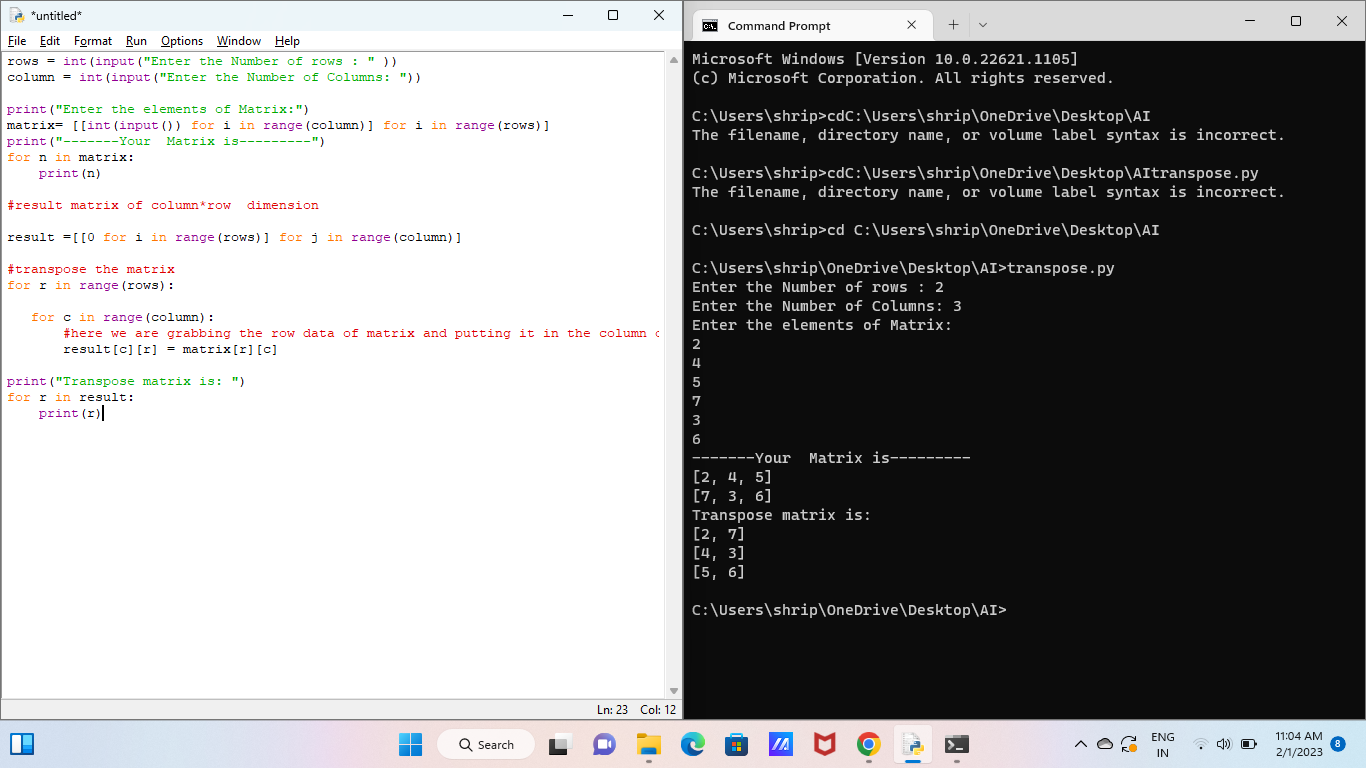 *untitled*
File Edit Format Run Options Window Help
rows = int(input("Enter the Number of rows : " ))
column = int(input("Enter the Number of Columns: "))
print("Enter the elements of Matrix:")
matrix= [[int(input()) for i in range(column)] for i in range(rows)]
print("-------Your  Matrix is---------")
for n in matrix:
    print(n)
#result matrix of column*row  dimension
result =[[0 for i in range(rows)] for j in range(column)]
#transpose the matrix
for r in range(rows):
   for c in range(column):
       #here we are grabbing the row data of matrix and putting it in the column
       result[c][r] = matrix[r][c]
print("Transpose matrix is: ")
for r in result:
    print(r)
Ln: 23 Col: 12
Command Prompt
Microsoft Windows [Version 10.0.22621.1105]
(c) Microsoft Corporation. All rights reserved.
C:\Users\shrip>cdC:\Users\shrip\OneDrive\Desktop\AI
The filename, directory name, or volume label syntax is incorrect.
C:\Users\shrip>cdC:\Users\shrip\OneDrive\Desktop\AItranspose.py
The filename, directory name, or volume label syntax is incorrect.
C:\Users\shrip>cd C:\Users\shrip\OneDrive\Desktop\AI
C:\Users\shrip\OneDrive\Desktop\AI>transpose.py
Enter the Number of rows : 2
Enter the Number of Columns: 3
Enter the elements of Matrix:
2
4
5
7
3
6
-------Your  Matrix is---------
[2, 4, 5]
[7, 3, 6]
Transpose matrix is:
[2, 7]
[4, 3]
[5, 6]
C:\Users\shrip\OneDrive\Desktop\AI>
Search
ENG
IN
11:04 AM
2/1/2023
8